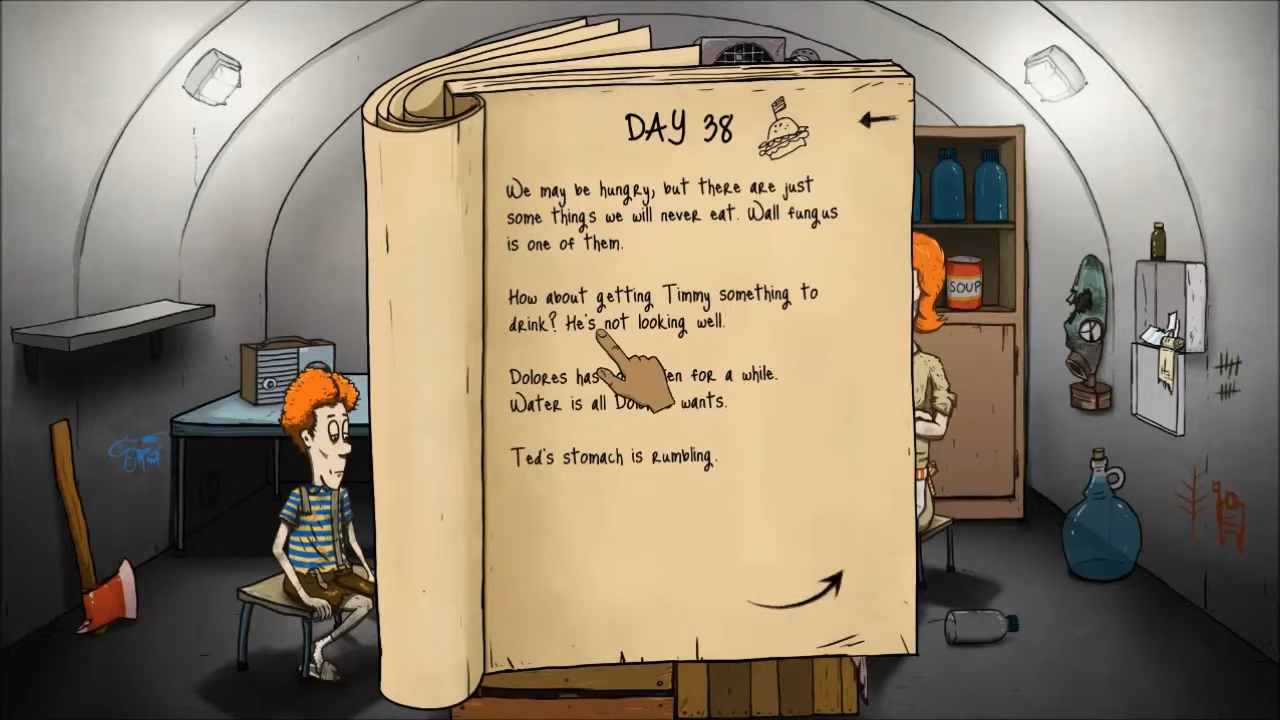 DAY 38
We may be hungry, but there are just
some things we will never eat. Wall fungus
is one of them.
How about getting Timmy something to
drink? He's not looking well.
Dolores has for a while.
Water is all wants.
Ted's stomach is rumbling.
SOUP